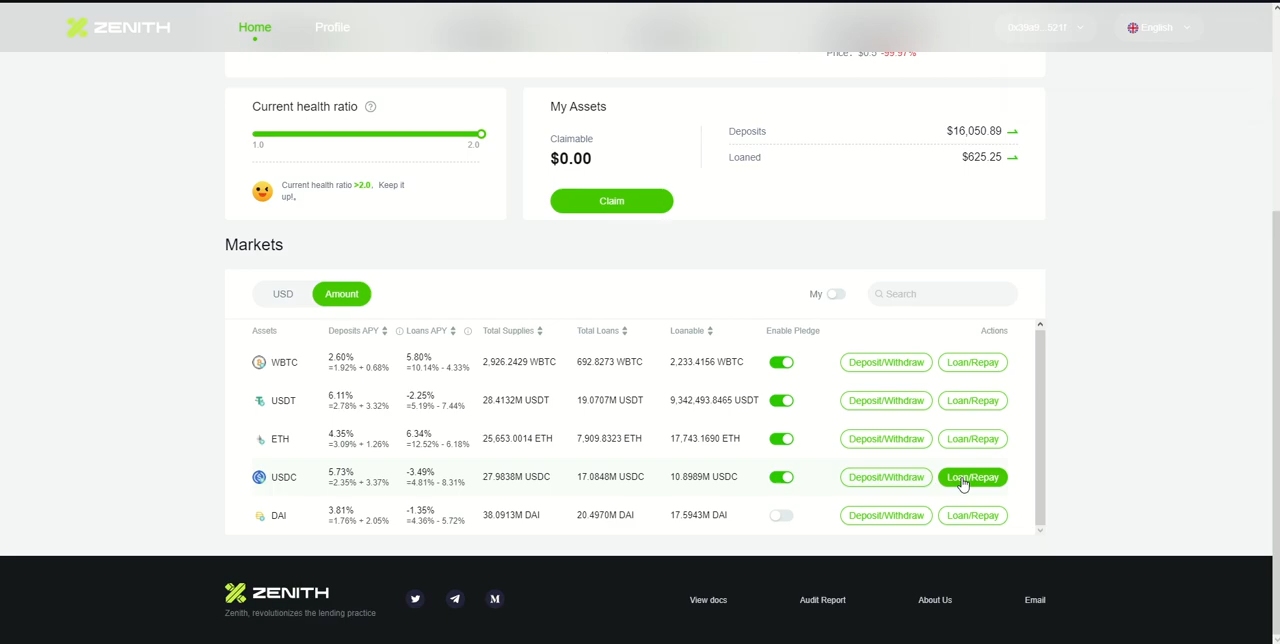 ZENITH
Home
Profile
0x39a9...521f
English
Price: $0.5 -99.97%
Current health ratio
1.0
2.0
Current health ratio >2.0, Keep it
up!,
My Assets
Claimable
$0.00
Claim
Deposits
$16,050.89
Loaned
$625.25
Markets
USD
Amount
My
Search
Assets Deposits APY Loans APY Total Supplies Total Loans Loanable Enable Pledge Actions
WBTC 2.60% 5.80% 2,926.2429 WBTC 692.8273 WBTC 2,233.4156 WBTC Deposit/Withdraw Loan/Repay
=1.92% + 0.68% =10.14% - 4.33%
USDT 6.11% -2.25% 28.4132M USDT 19.0707M USDT 9,342,493.8465 USDT Deposit/Withdraw Loan/Repay
=2.78% + 3.32% =5.19% - 7.44%
ETH 4.35% 6.34% 25,653.0014 ETH 7,909.8323 ETH 17,743.1690 ETH Deposit/Withdraw Loan/Repay
=3.09% + 1.26% =12.52% - 6.18%
USDC 5.73% -3.49% 27.9838M USDC 17.0848M USDC 10.8989M USDC Deposit/Withdraw Loan/Repay
=2.35% + 3.37% =4.81% - 8.31%
DAI 3.81% -1.35% 38.0913M DAI 20.4970M DAI 17.5943M DAI Deposit/Withdraw Loan/Repay
=1.76% + 2.05% =4.36% - 5.72%
ZENITH
Zenith, revolutionizes the lending practice
View docs
Audit Report
About Us
Email